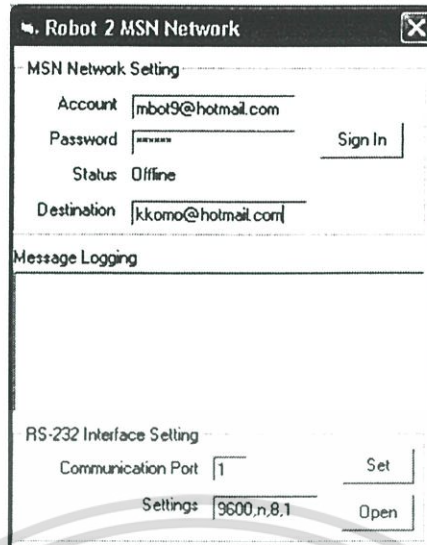 Robot 2 MSN Network
MSN Network Setting
Account mbot9@hotmail.com
Password ******
Sign In
Status Offline
Destination kkomo@hotmail.com
Message Logging
RS-232 Interface Setting
Communication Port 1
Set
Settings 9600,n,8,1
Open